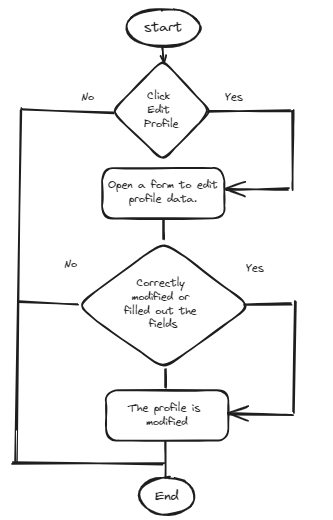 start
Click
Edit
Profile
No
Yes
Open a form to edit
profile data.
No
Yes
Correctly
modified or
filled out the
fields
The profile is
modified
End